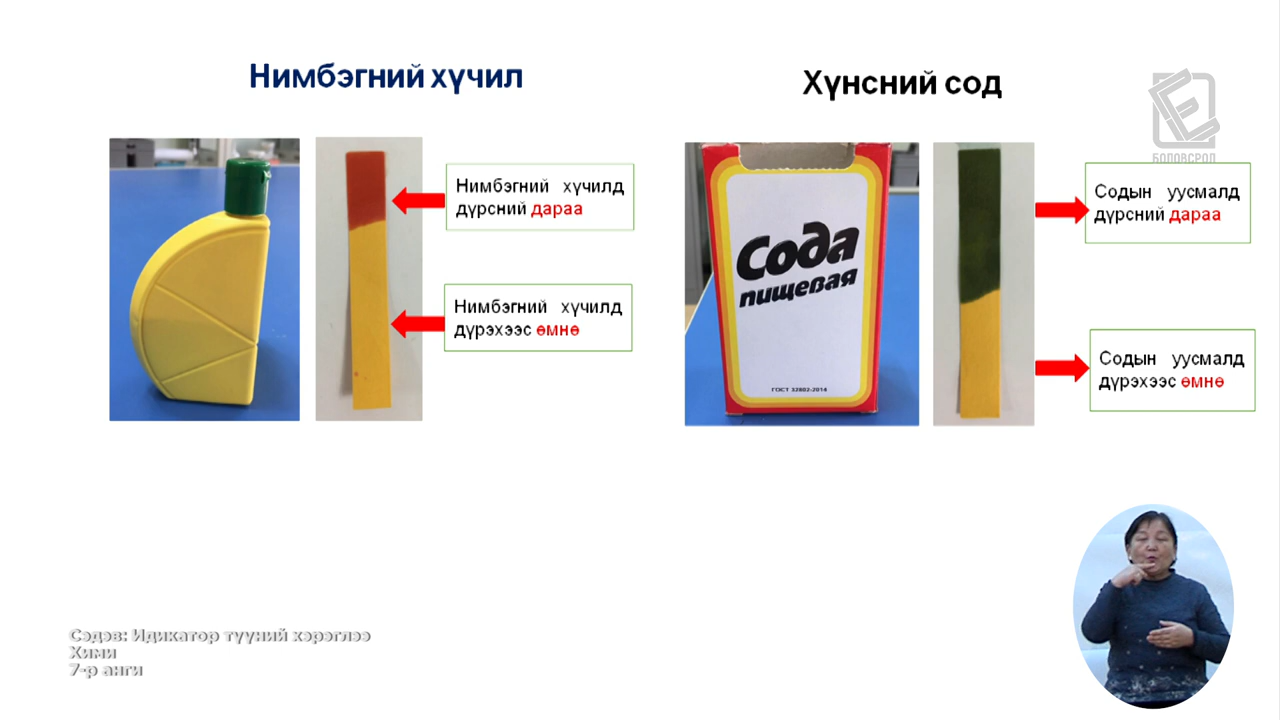 Нимбэгний хүчил
Хүнсний сод
БОЛОВСРОЛ
Нимбэгний хүчилд
дүрсний дараа
Нимбэгний хүчилд
дүрэхээс өмнө
Сода
пищевая
ГОСТ 32802-2014
Содын уусмалд
дүрсний дараа
Содын уусмалд
дүрэхээс өмнө
Сэдэв: Идикатор түүний хэрэглээ
Хими
7-р анги